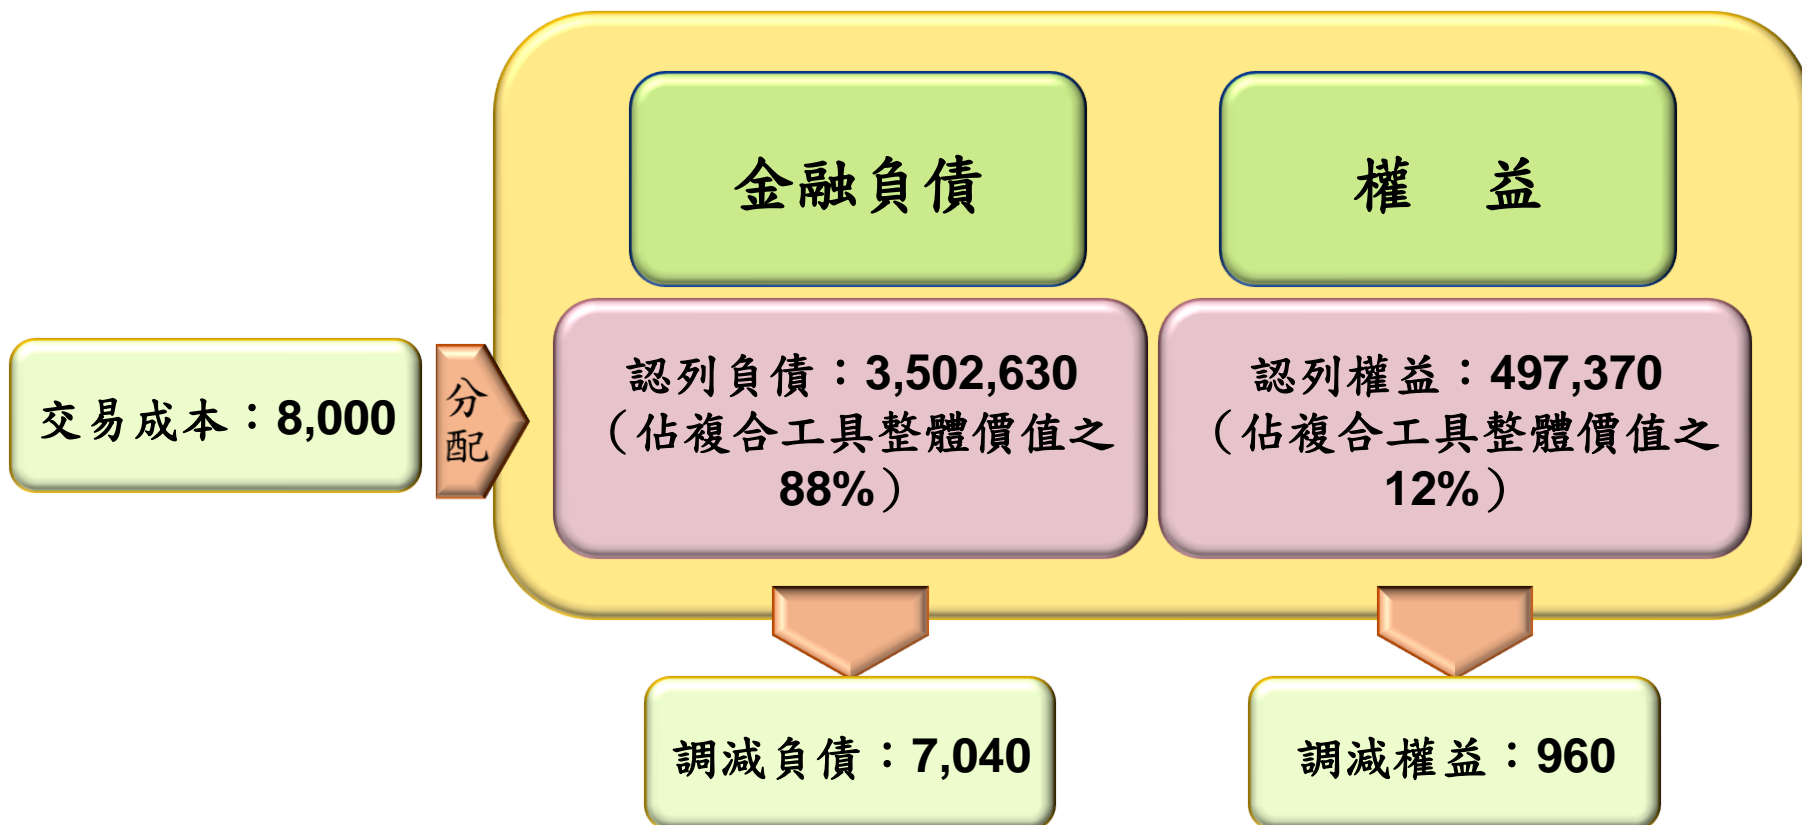 金融負債
權 益
交易成本：8,000
分
配
認列負債：3,502,630
（佔複合工具整體價值之
88%）
認列權益：497,370
（佔複合工具整體價值之
12%）
調減負債：7,040
調減權益：960